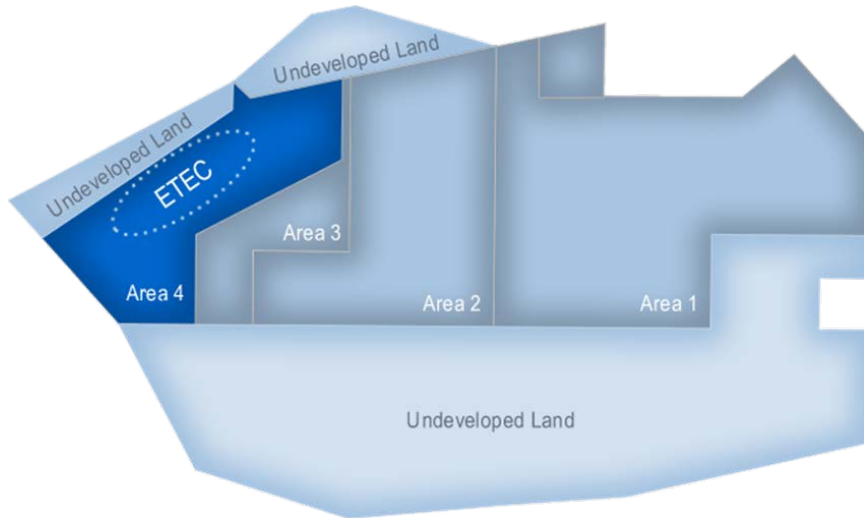 Undeveloped Land
Undeveloped Land
ETEC
Area 3
Area 4
Area 2
Area 1
Undeveloped Land